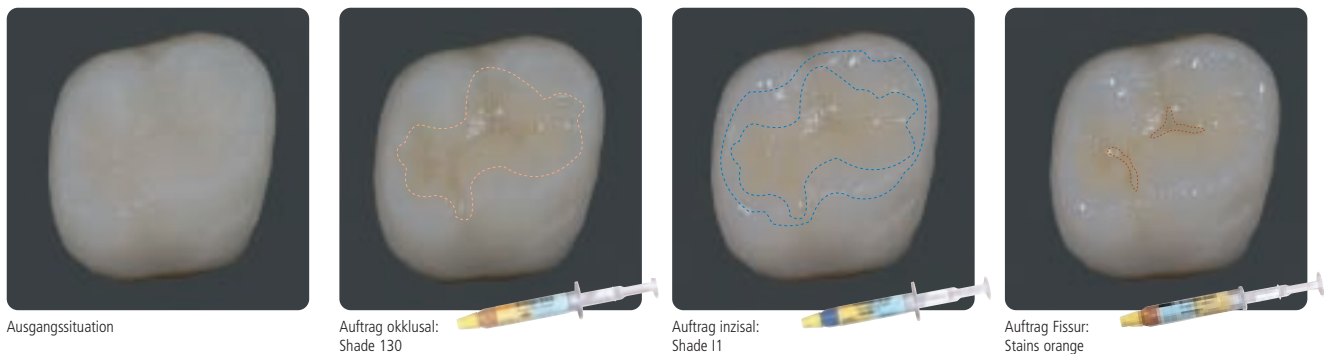 Ausgangssituation
Auftrag okklusal:
Shade 130
Auftrag inzisal:
Shade I1
Auftrag Fissur:
Stains orange